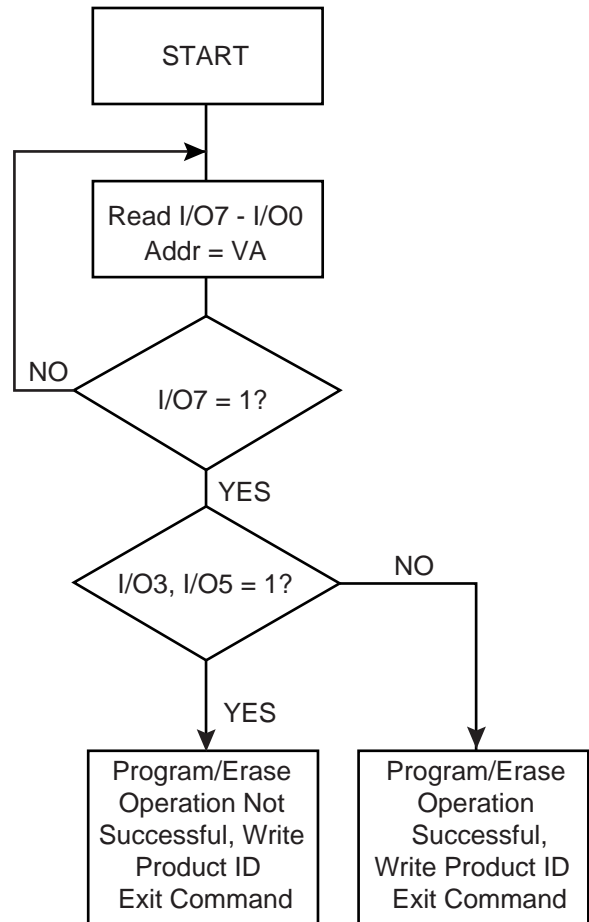 START
Read I/O7 - I/O0
Addr = VA
NO
I/O7 = 1?
YES
I/O3, I/O5 = 1?
NO
YES
Program/Erase
Operation Not
Successful, Write
Product ID
Exit Command
Program/Erase
Operation
Successful,
Write Product ID
Exit Command